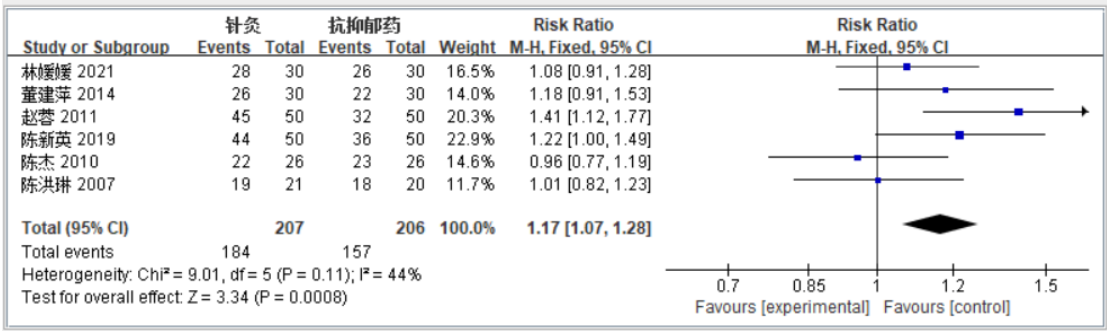 针灸 抗抑郁药 Risk Ratio Risk Ratio
Study or Subgroup Events Total Events Total Weight M-H, Fixed, 95% CI M-H, Fixed, 95% CI
林媛媛 2021 28 30 26 30 16.5% 1.08 [0.91, 1.28]
董建萍 2014 26 30 22 30 14.0% 1.18 [0.91, 1.53]
赵蓉 2011 45 50 32 50 20.3% 1.41 [1.12, 1.77]
陈新英 2019 44 50 36 50 22.9% 1.22 [1.00, 1.49]
陈杰 2010 22 26 23 26 14.6% 0.96 [0.77, 1.19]
陈洪琳 2007 19 21 18 20 11.7% 1.01 [0.82, 1.23]
Total (95% CI) 207 206 100.0% 1.17 [1.07, 1.28]
Total events 184 157
Heterogeneity: Chi² = 9.01, df = 5 (P = 0.11); I² = 44%
Test for overall effect: Z = 3.34 (P = 0.0008)
0.7 0.85 1 1.2 1.5
Favours [experimental] Favours [control]